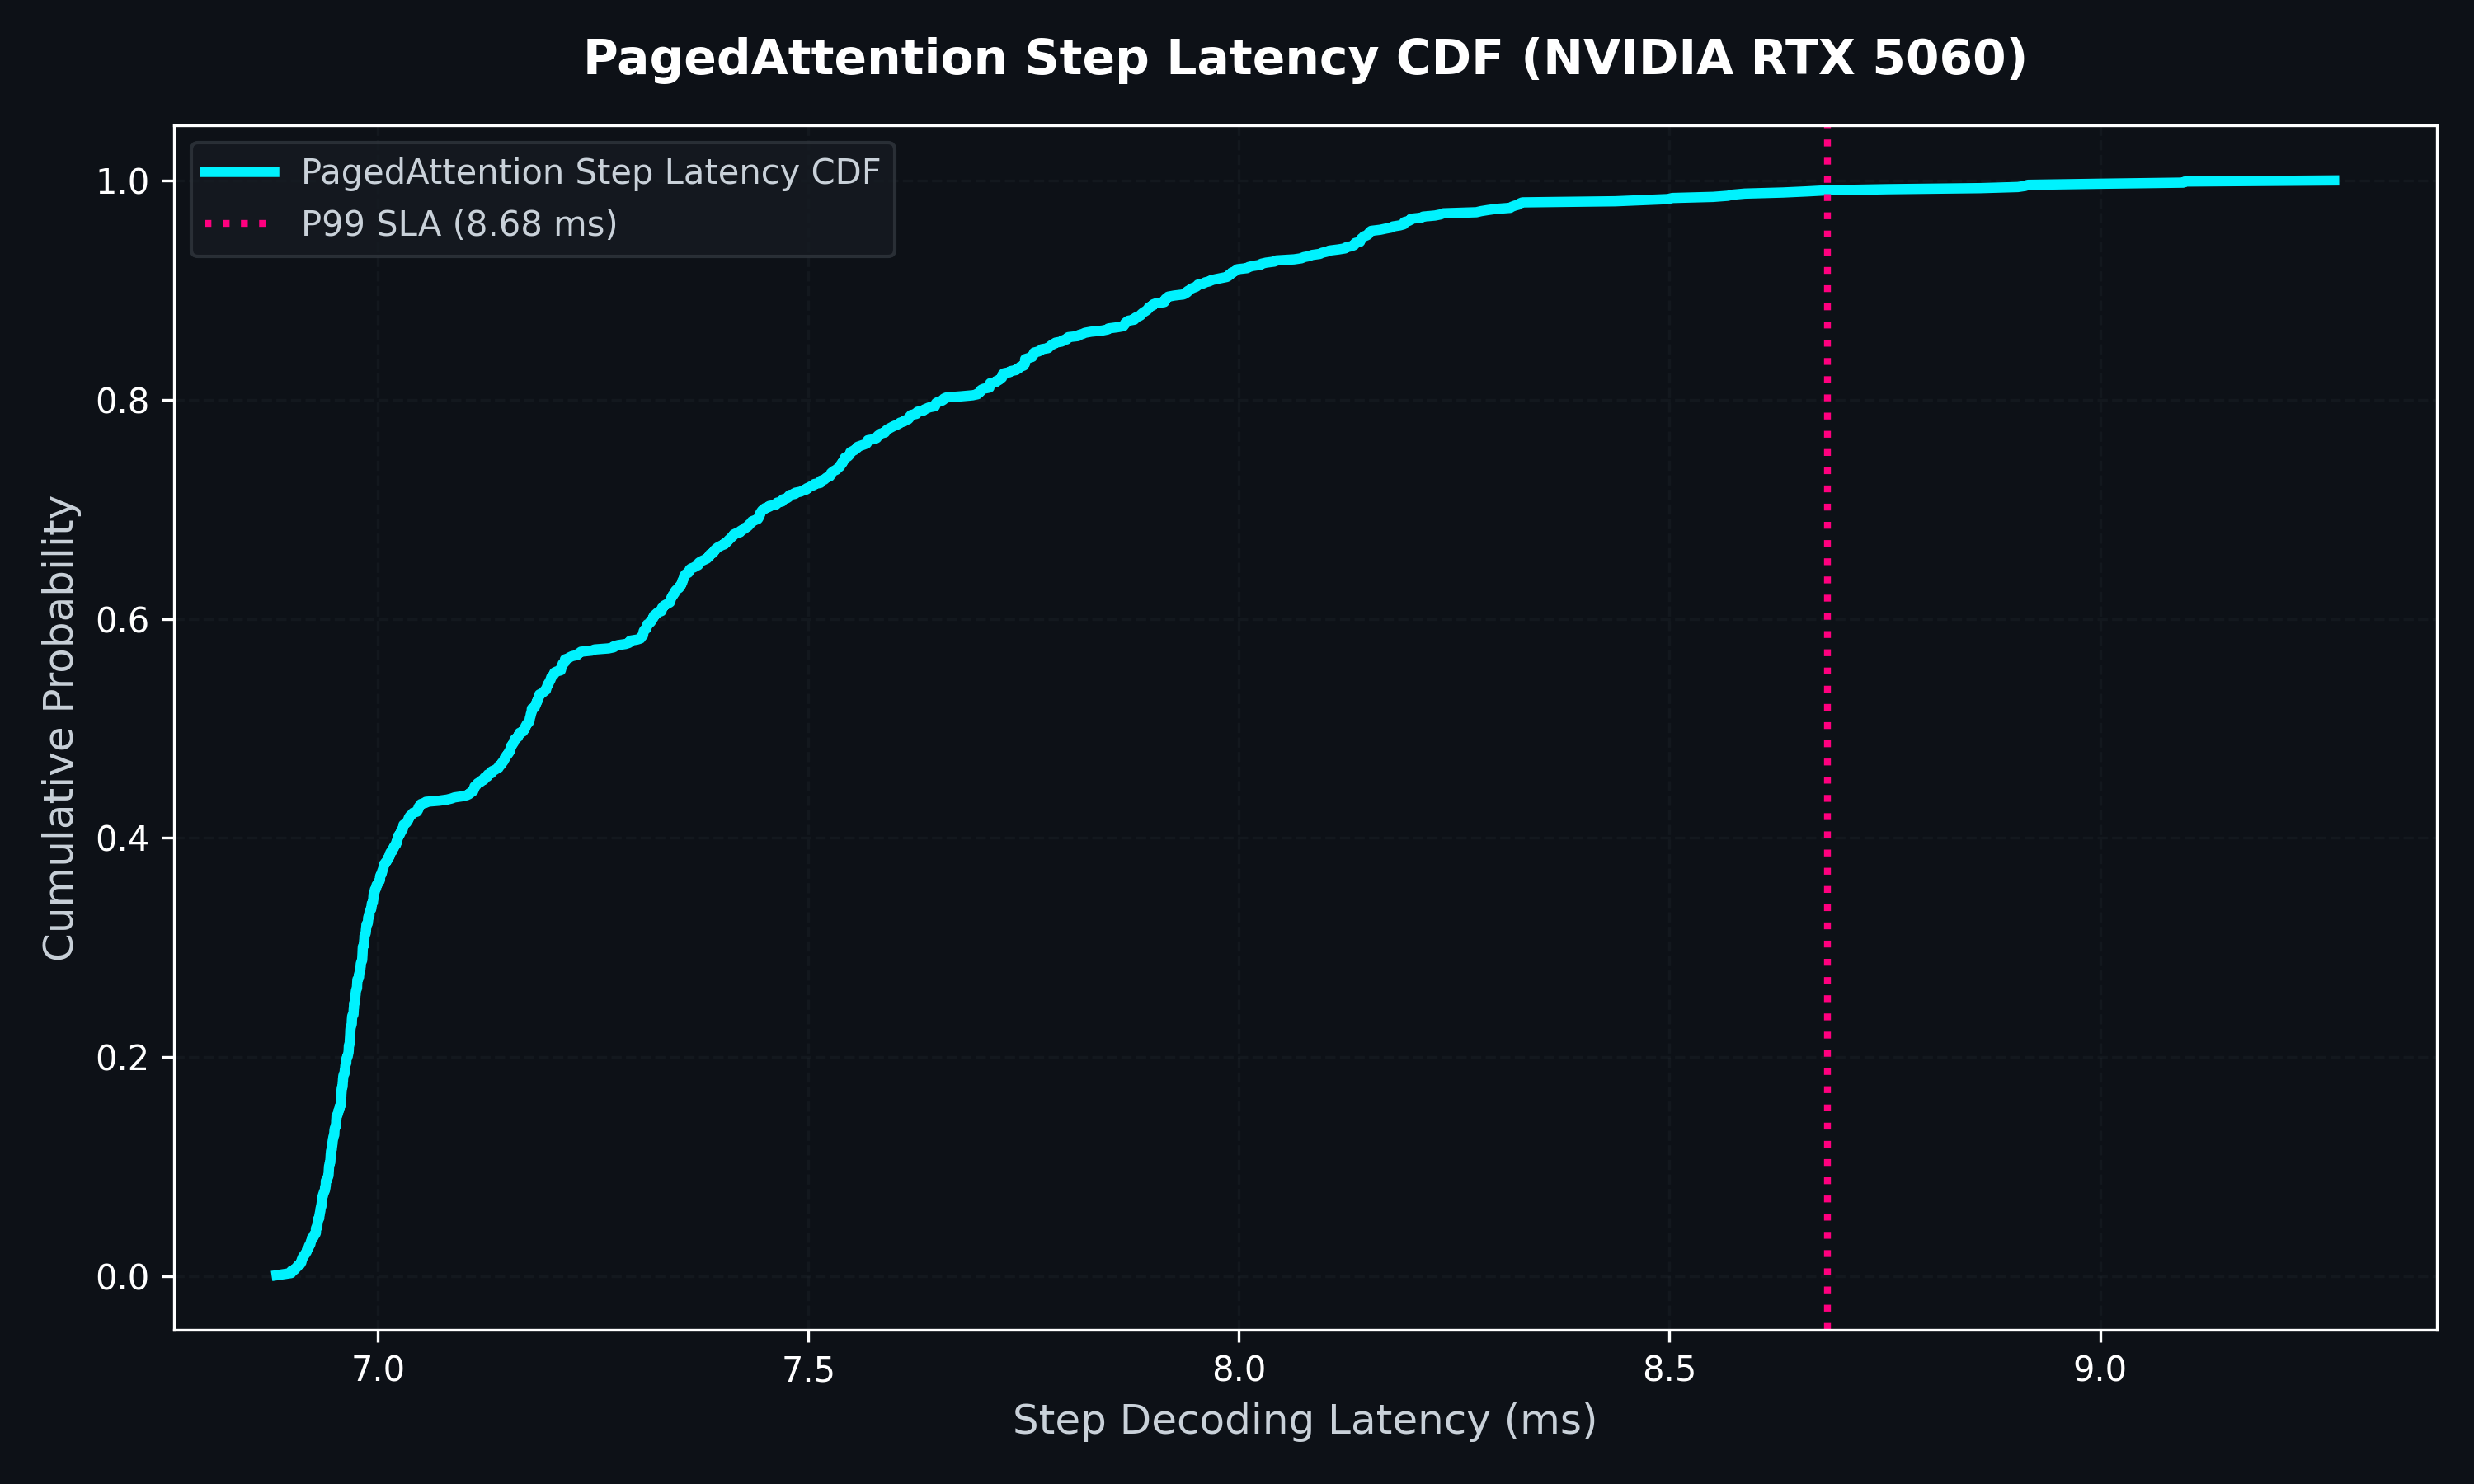 PagedAttention Step Latency CDF (NVIDIA RTX 5060)
PagedAttention Step Latency CDF
P99 SLA (8.68 ms)
Cumulative Probability
1.0
0.8
0.6
0.4
0.2
0.0
7.0
7.5
8.0
8.5
9.0
Step Decoding Latency (ms)